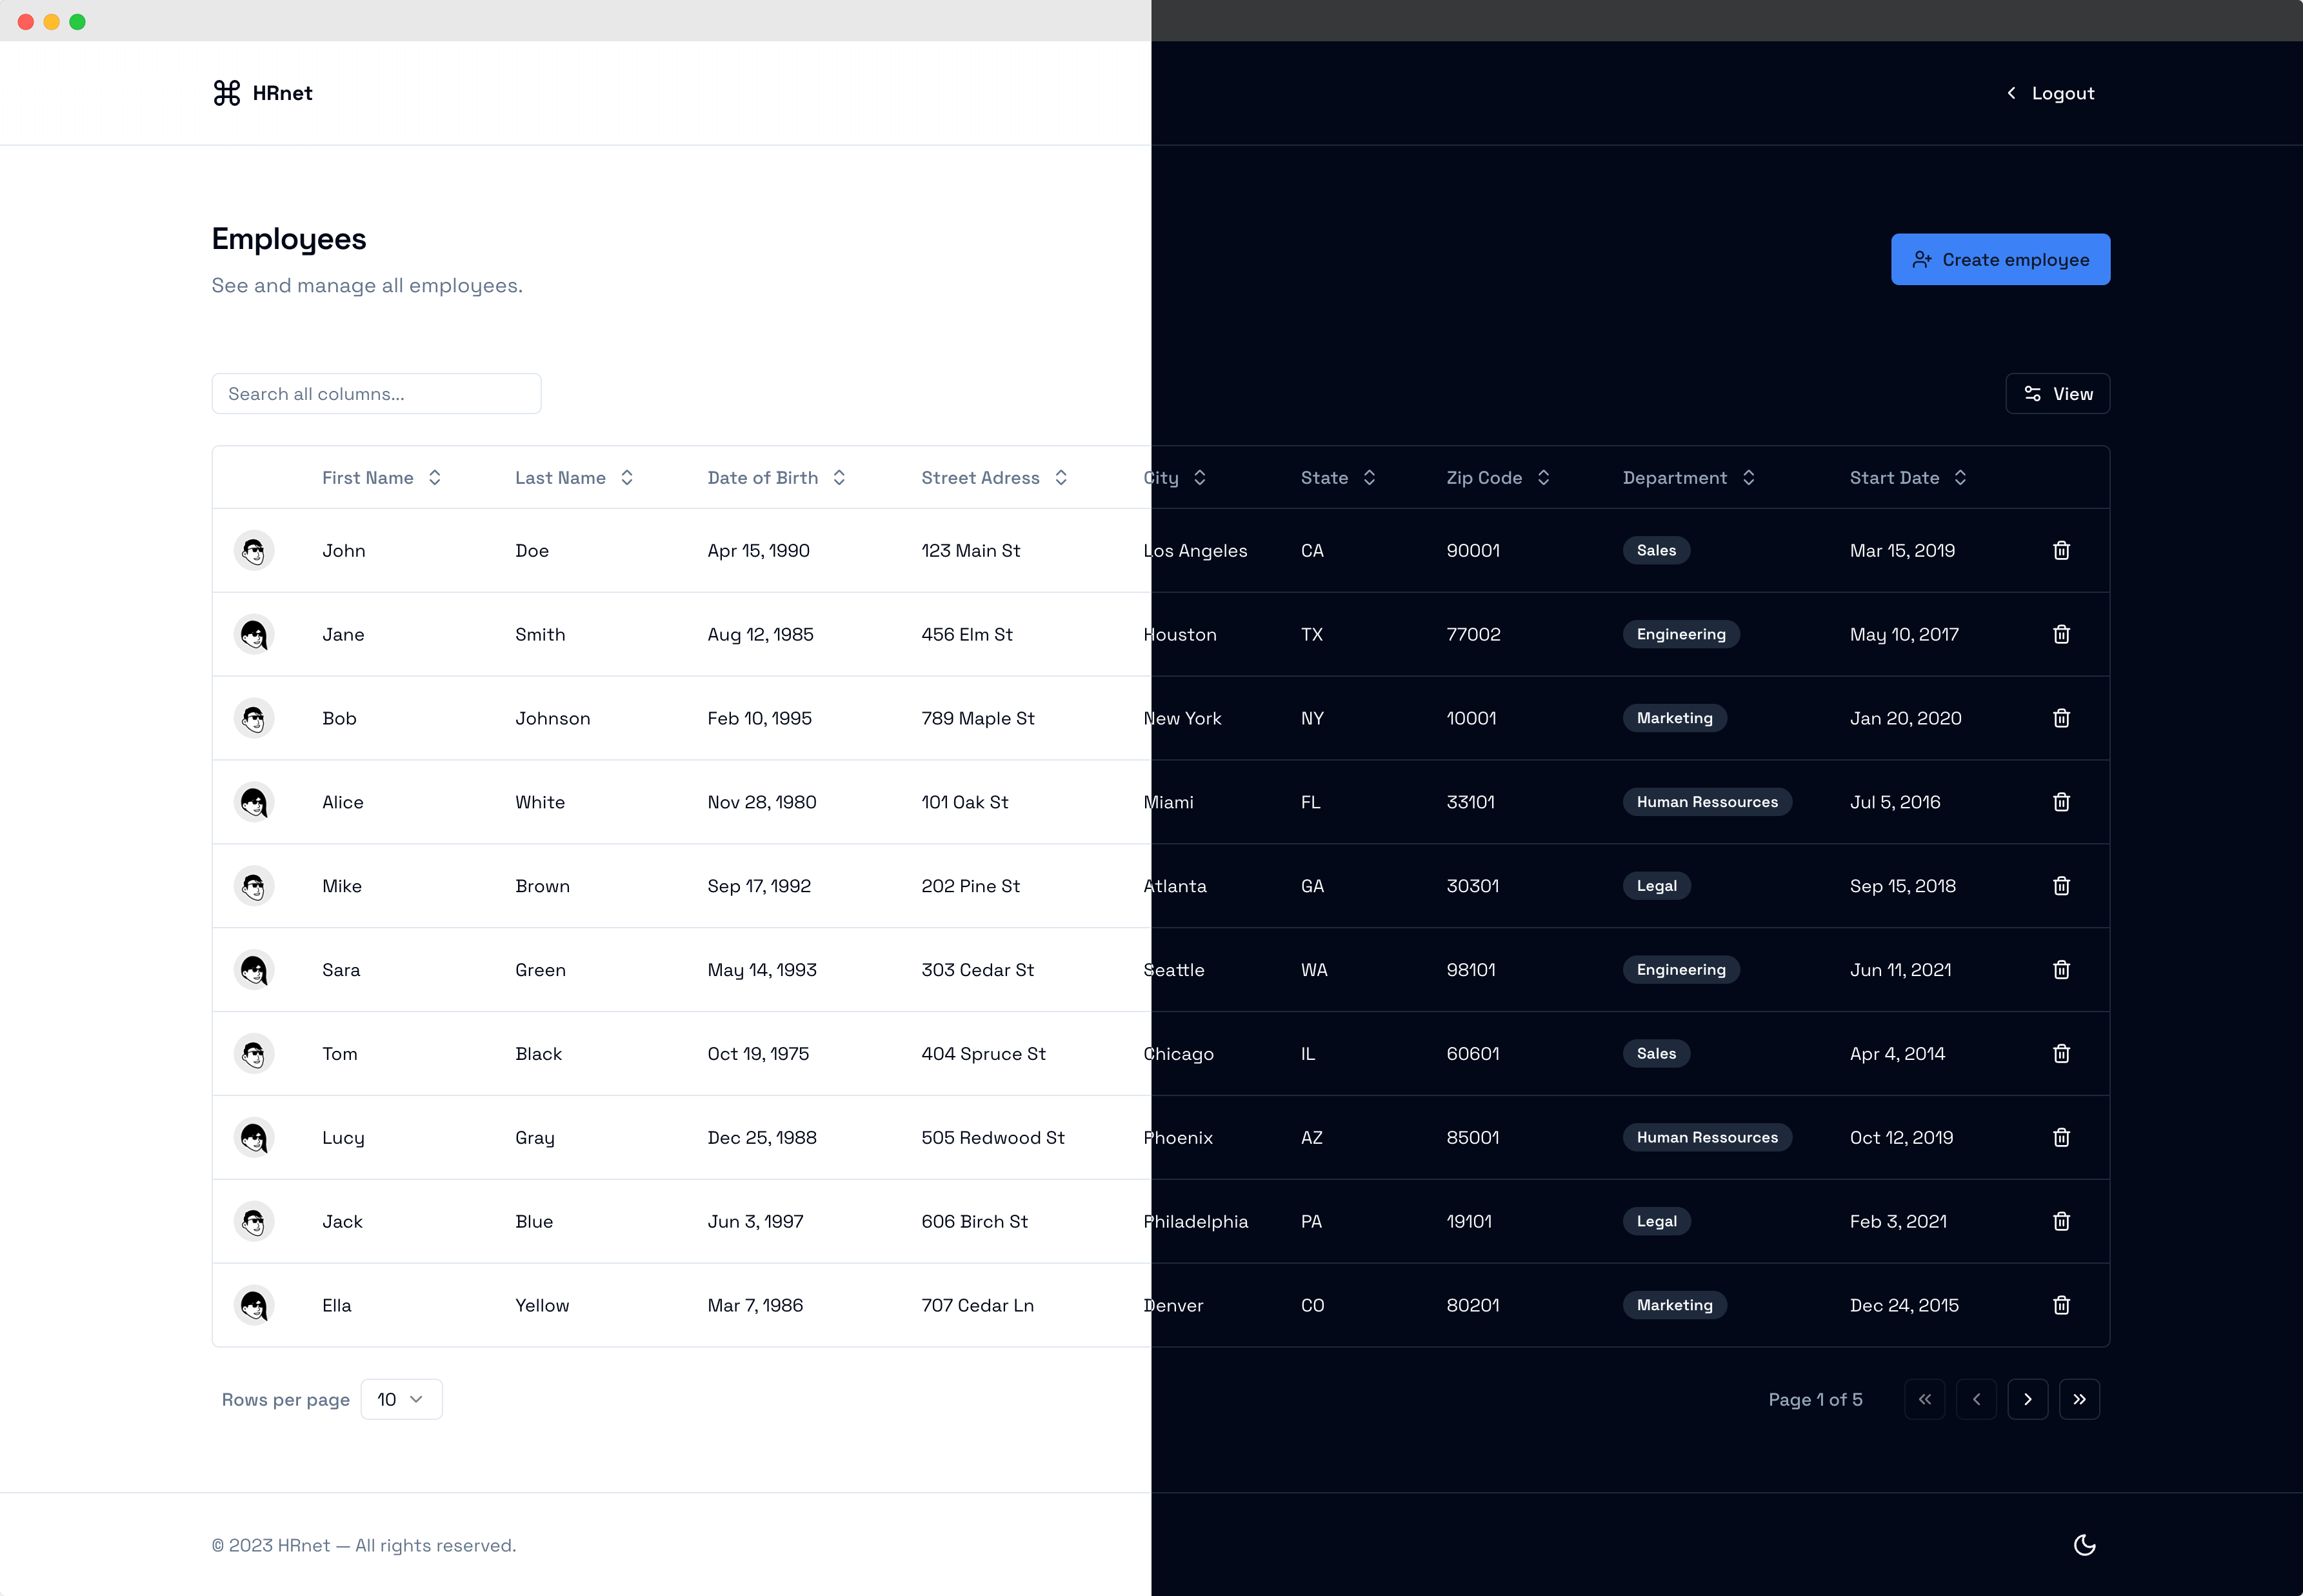 HRnet
Logout
Employees
See and manage all employees.
Create employee
Search all columns...
View
First Name Last Name Date of Birth Street Adress City State Zip Code Department Start Date
John Doe Apr 15, 1990 123 Main St Los Angeles CA 90001 Sales Mar 15, 2019
Jane Smith Aug 12, 1985 456 Elm St Houston TX 77002 Engineering May 10, 2017
Bob Johnson Feb 10, 1995 789 Maple St New York NY 10001 Marketing Jan 20, 2020
Alice White Nov 28, 1980 101 Oak St Miami FL 33101 Human Ressources Jul 5, 2016
Mike Brown Sep 17, 1992 202 Pine St Atlanta GA 30301 Legal Sep 15, 2018
Sara Green May 14, 1993 303 Cedar St Seattle WA 98101 Engineering Jun 11, 2021
Tom Black Oct 19, 1975 404 Spruce St Chicago IL 60601 Sales Apr 4, 2014
Lucy Gray Dec 25, 1988 505 Redwood St Phoenix AZ 85001 Human Ressources Oct 12, 2019
Jack Blue Jun 3, 1997 606 Birch St Philadelphia PA 19101 Legal Feb 3, 2021
Ella Yellow Mar 7, 1986 707 Cedar Ln Denver CO 80201 Marketing Dec 24, 2015
Rows per page 10 Page 1 of 5
© 2023 HRnet — All rights reserved.